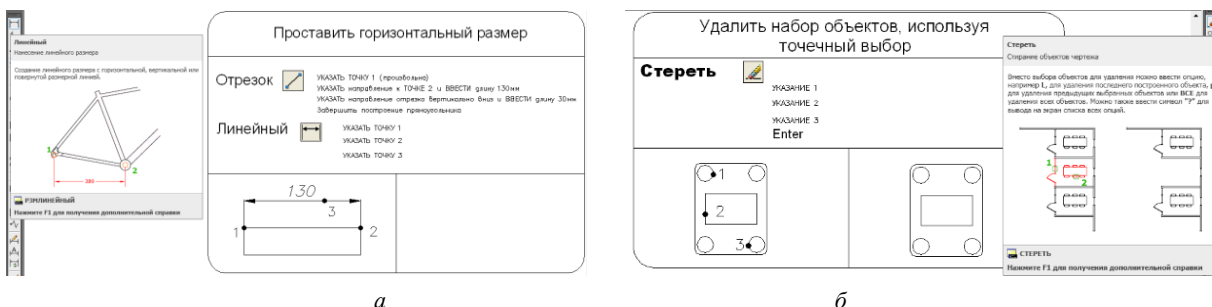 Линейный
Нанесение линейного размера
Создание линейного размера с горизонтальной, вертикальной или
повернутой размерной линией.
1
2
380
РЗМЛИНЕЙНЫЙ
Нажмите F1 для получения дополнительной справки
Проставить горизонтальный размер
Отрезок
УКАЗАТЬ ТОЧКУ 1 (произвольно)
УКАЗАТЬ направление к ТОЧКЕ 2 и ВВЕСТИ длину 130мм
УКАЗАТЬ направление отрезка вертикально вниз и ВВЕСТИ длину 30мм
Завершить построение прямоугольника
Линейный
УКАЗАТЬ ТОЧКУ 1
УКАЗАТЬ ТОЧКУ 2
УКАЗАТЬ ТОЧКУ 3
130
3
1
2
а
Удалить набор объектов, используя
точечный выбор
Стереть
УКАЗАНИЕ 1
УКАЗАНИЕ 2
УКАЗАНИЕ 3
Enter
1
2
3
Стереть
Стирание объектов чертежа
Вместо выбора объектов для удаления можно ввести опцию,
например L, для удаления последнего построенного объекта,
для удаления предыдущих выбранных объектов или ВСЕ для
удаления всех объектов. Можно также ввести символ "?" для
вывода на экран списка всех опций.
1
2
СТЕРЕТЬ
Нажмите F1 для получения дополнительной справки
б